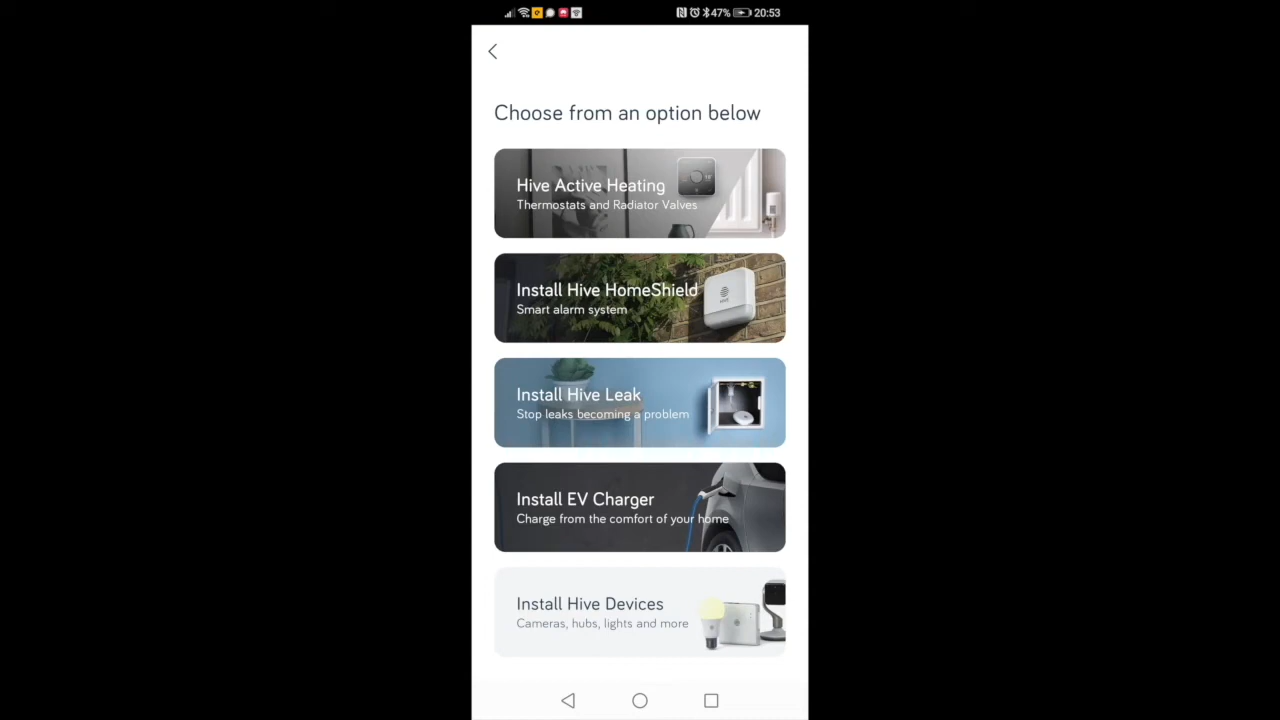 47% 20:53
Choose from an option below
Hive Active Heating
Thermostats and Radiator Valves
Install Hive HomeShield
Smart alarm system
Install Hive Leak
Stop leaks becoming a problem
Install EV Charger
Charge from the comfort of your home
Install Hive Devices
Cameras, hubs, lights and more